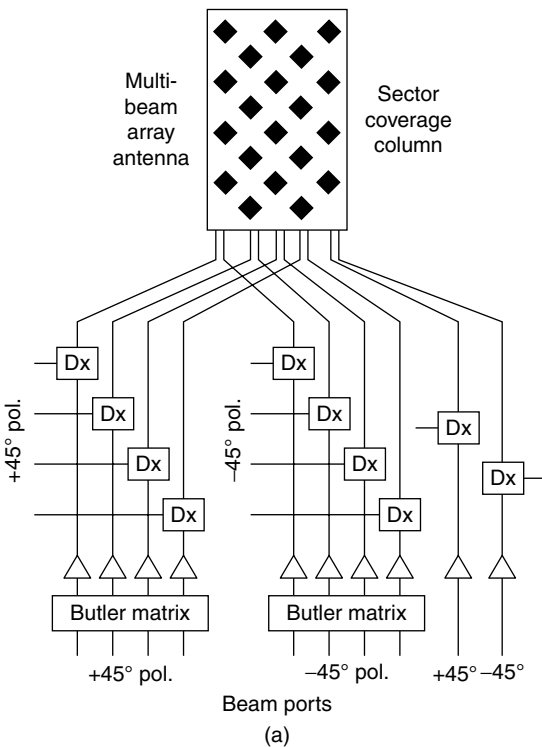 Multi-
beam
array
antenna
Sector
coverage
column
Dx
Dx
Dx
Dx
+45° pol.
Dx
Dx
Dx
Dx
−45° pol.
Dx
Dx
Butler matrix
Butler matrix
+45° pol.
−45° pol.
+45° −45°
Beam ports
(a)